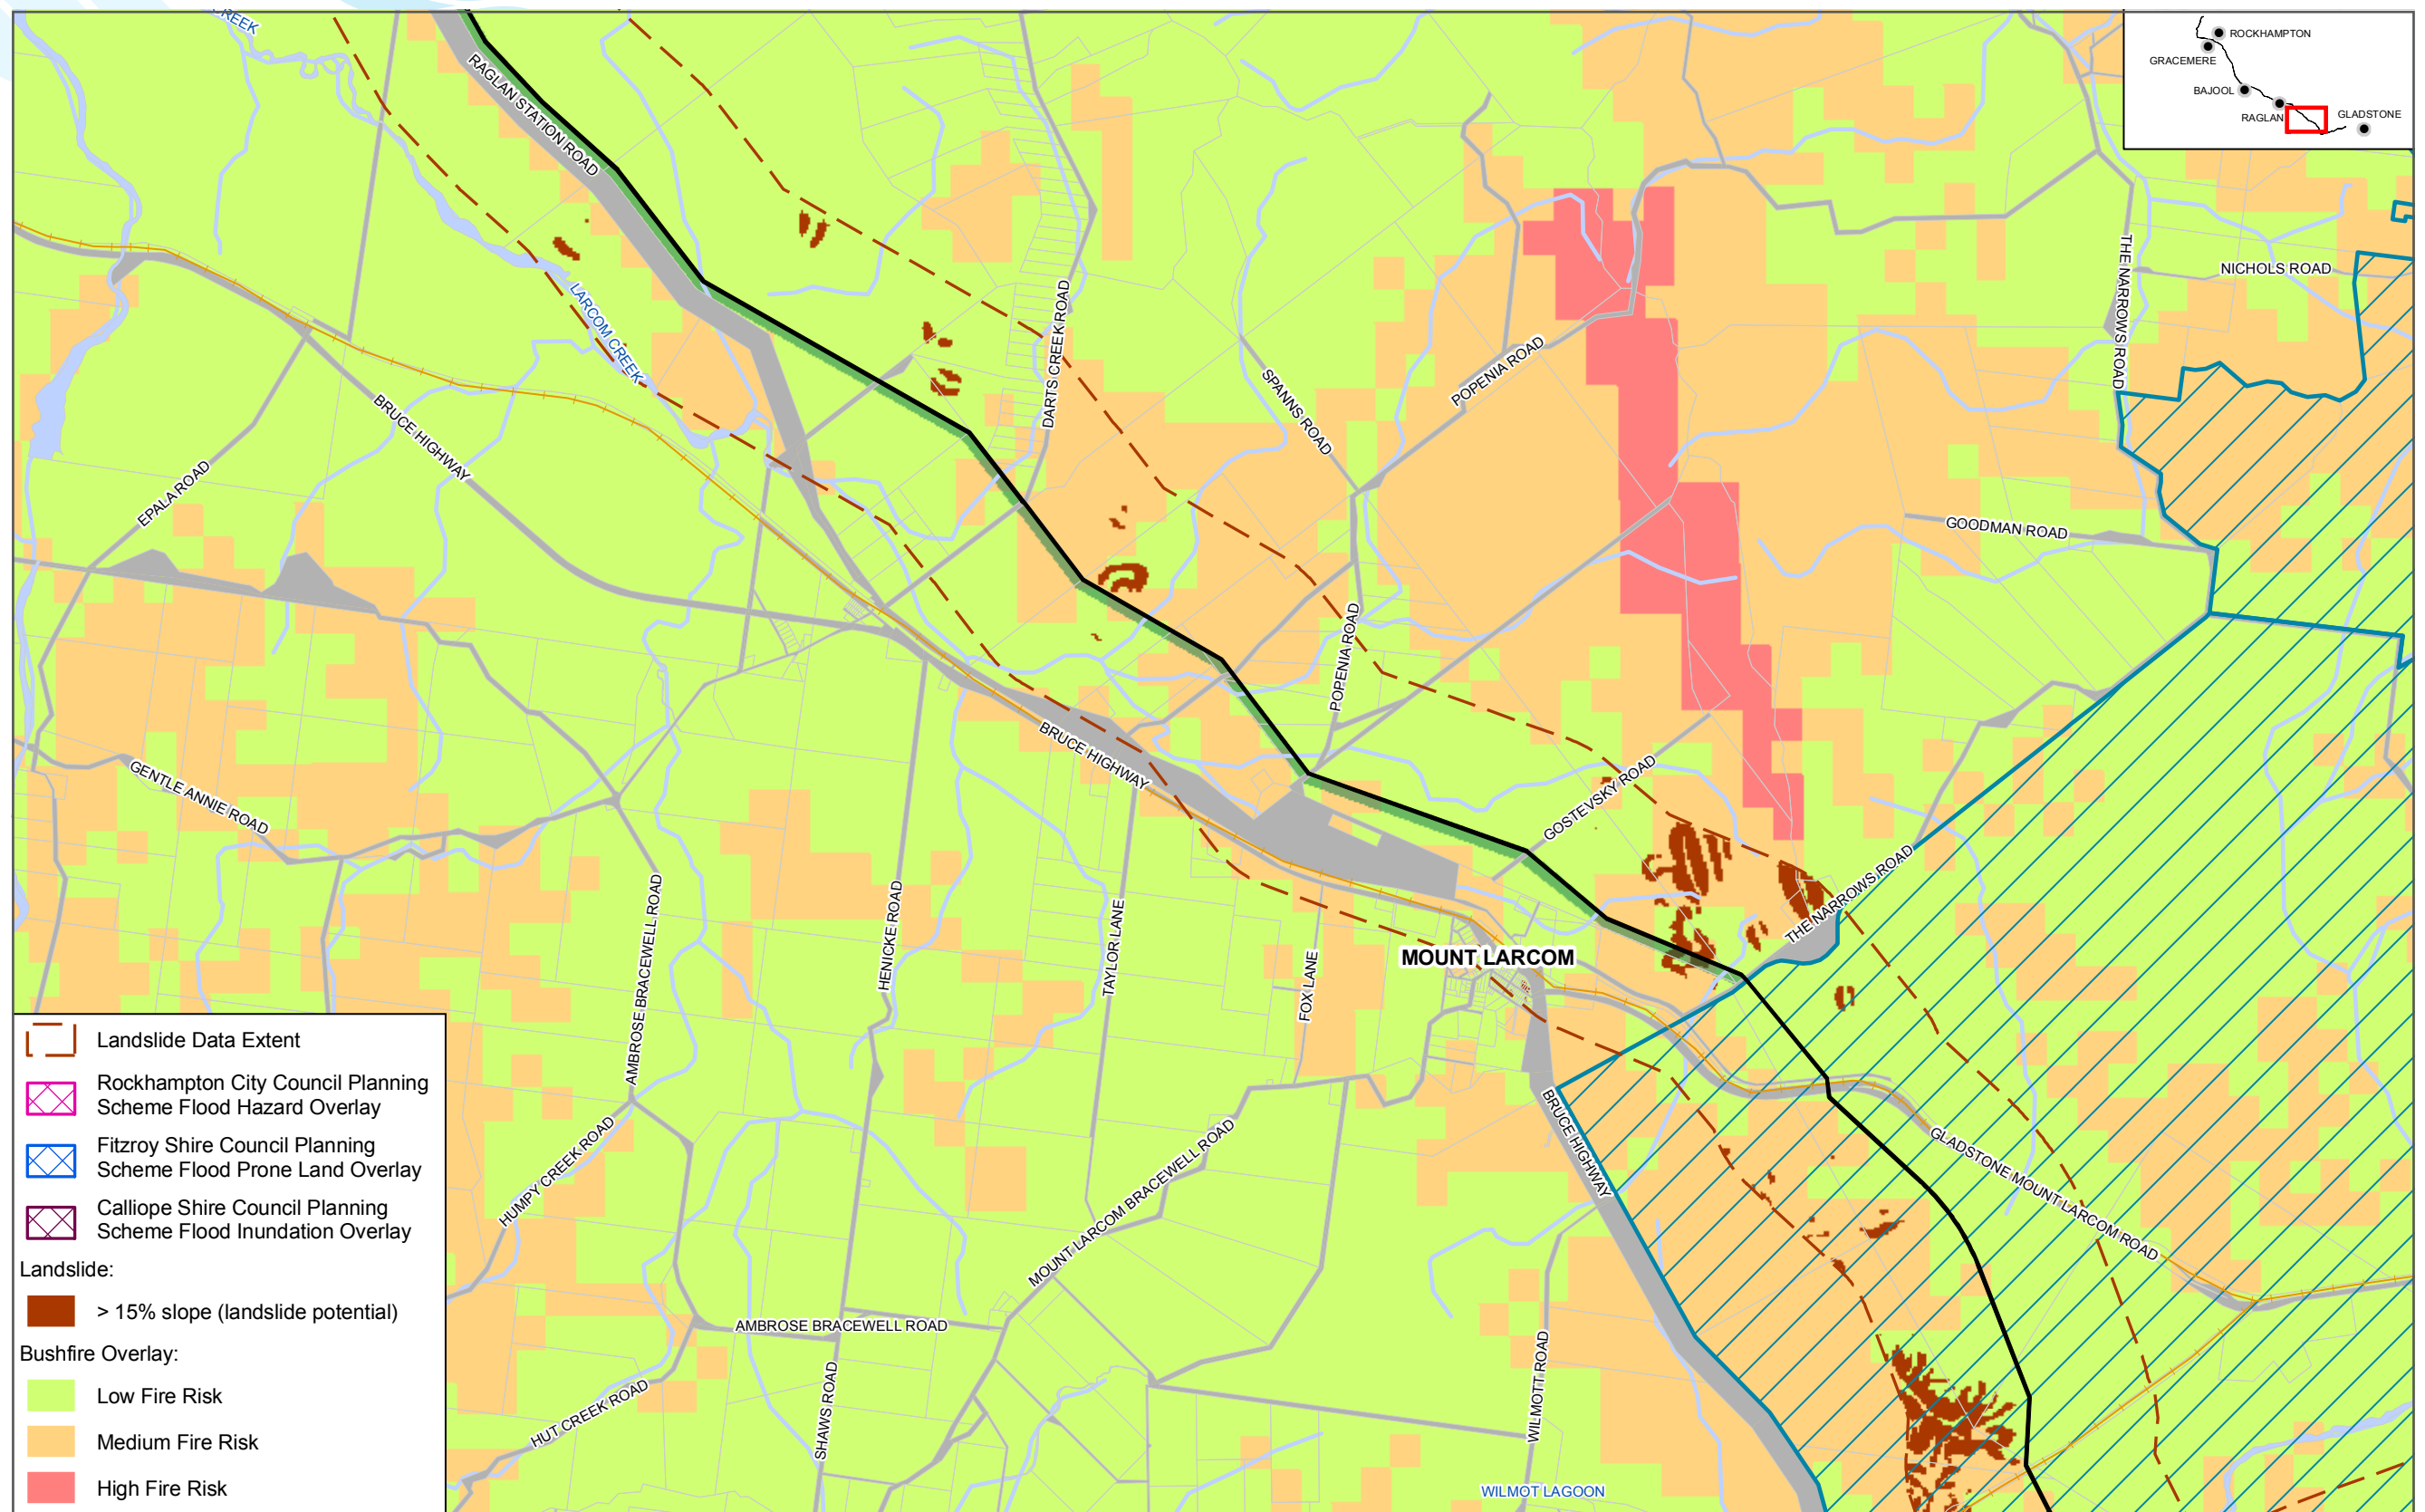 CREEK
ROCKHAMPTON
GRACEMERE
BAJOOL
RAGLAN
GLADSTONE
RAGLAN STATION ROAD
LARCOM CREEK
DARTS CREEK ROAD
THE NARROWS ROAD
NICHOLS ROAD
SPANNS ROAD
POPENIA ROAD
BRUCE HIGHWAY
EPALA ROAD
GOODMAN ROAD
POPENIA ROAD
BRUCE HIGHWAY
GENTLE ANNIE ROAD
GOSTEVSKY ROAD
THE NARROWS ROAD
AMBROSE BRACEWELL ROAD
HENICKE ROAD
TAYLOR LANE
FOX LANE
MOUNT LARCOM
BRUCE HIGHWAY
GLADSTONE MOUNT LARCOM ROAD
HUMPY CREEK ROAD
MOUNT LARCOM BRACEWELL ROAD
AMBROSE BRACEWELL ROAD
HUT CREEK ROAD
SHAWS ROAD
WILMOTT ROAD
WILMOT LAGOON
Landslide Data Extent
Rockhampton City Council Planning
Scheme Flood Hazard Overlay
Fitzroy Shire Council Planning
Scheme Flood Prone Land Overlay
Calliope Shire Council Planning
Scheme Flood Inundation Overlay
Landslide:
> 15% slope (landslide potential)
Bushfire Overlay:
Low Fire Risk
Medium Fire Risk
High Fire Risk